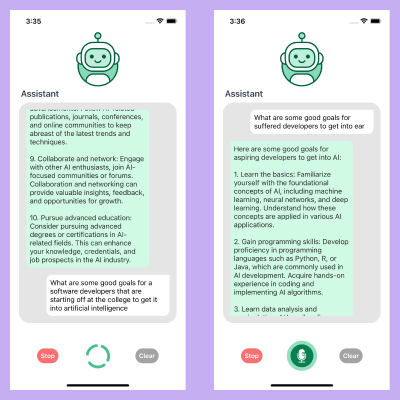 3:35
Assistant
publications, journals, conferences,
and online communities to keep
abreast of the latest trends and
techniques.
9. Collaborate and network: Engage
with other AI enthusiasts, join AI-
focused communities or forums.
Collaboration and networking can
provide valuable insights, feedback,
and opportunities for growth.
10. Pursue advanced education:
Consider pursuing advanced
degrees or certifications in AI-
related fields. This can enhance
your knowledge, credentials, and
job prospects in the AI industry.
What are some good goals for a
software developers that are
starting off at the college to get it
into artificial intelligence
Stop
Clear
3:36
Assistant
What are some good goals for
suffered developers to get into ear
Here are some good goals for
aspiring developers to get into AI:
1. Learn the basics: Familiarize
yourself with the foundational
concepts of AI, including machine
learning, neural networks, and deep
learning. Understand how these
concepts are applied in various AI
applications.
2. Gain programming skills: Develop
proficiency in programming
languages such as Python, R, or
Java, which are commonly used in
AI development. Acquire hands-on
experience in coding and
implementing AI algorithms.
3. Learn data analysis and
Stop
Clear